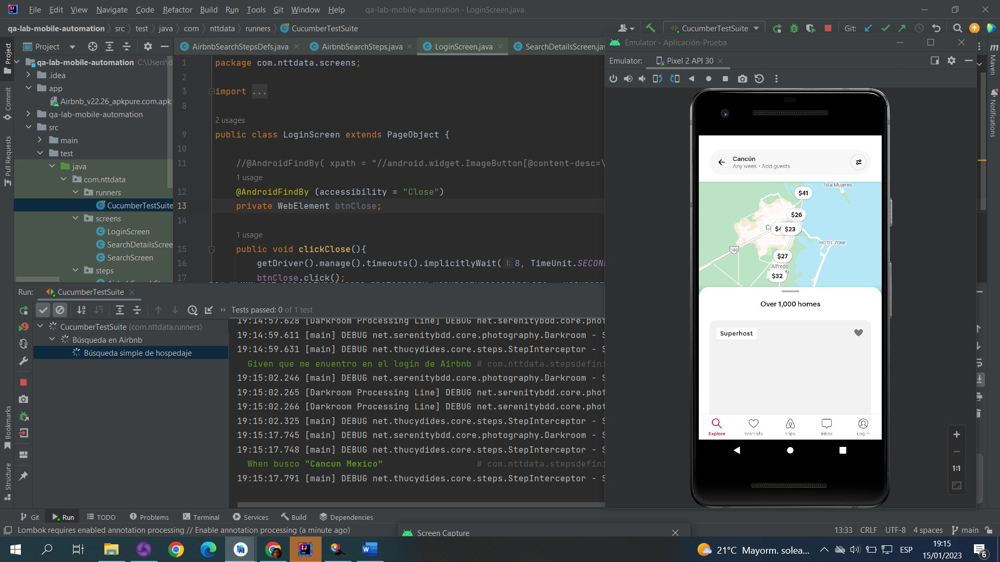 File Edit View Navigate Code Refactor Build Run Tools Git Window Help qa-lab-mobile-automation - LoginScreen.java
qa-lab-mobile-automation src test java com nttdata runners CucumberTestSuite
CucumberTestSuite Git:
Project
AirbnbSearchStepsDefs.java AirbnbSearchSteps.java LoginScreen.java SearchDetailsScreen.jav
Project
Commit
Pull Requests
Bookmarks
Structure
qa-lab-mobile-automation C:\Users\d
.idea
app
Airbnb_v22.26_apkpure.com.apk
qa-lab-mobile-automation
src
main
test
java
com.nttdata
runners
CucumberTestSuite
screens
LoginScreen
SearchDetailsScree
SearchScreen
steps
1 package com.nttdata.screens;
2
3 import ...
8
2 usages
9 public class LoginScreen extends PageObject {
10
11 //@AndroidFindBy( xpath = "//android.widget.ImageButton[@content-desc=\
1 usage
12 @AndroidFindBy (accessibility = "Close")
13 private WebElement btnClose;
14
1 usage
15 public void clickClose(){
16 getDriver().manage().timeouts().implicitlyWait( l: 8, TimeUnit.SECOND
17 btnClose.click();
Emulator - Aplicación-Prueba
Emulator: Pixel 2 API 30
Maven
Notifications
Cancún
Any week • Add guests
Isla Mujeres
$41
$26
$23
HOTEL ZONE
180
$27
Alfredo
$32
Over 1,000 homes
Superhost
Explore Wishlists Trips Inbox Log in
1:1
Run: CucumberTestSuite
Tests passed: 0 of 1 test
CucumberTestSuite (com.nttdata.runners)
Búsqueda en Airbnb
Búsqueda simple de hospedaje
19:14:57.628 [Darkroom Processing Line] DEBUG net.serenitybdd.core.phot
19:14:59.611 [main] DEBUG net.serenitybdd.core.photography.Darkroom - S
19:14:59.631 [main] DEBUG net.thucydides.core.steps.StepInterceptor - S
Given que me enuentro en el login de Airbnb # com.nttdata.stepsdefini
19:15:02.246 [main] DEBUG net.serenitybdd.core.photography.Darkroom - S
19:15:02.265 [Darkroom Processing Line] DEBUG net.serenitybdd.core.phot
19:15:02.266 [Darkroom Processing Line] DEBUG net.serenitybdd.core.phot
19:15:02.325 [main] DEBUG net.thucydides.core.steps.StepInterceptor - S
19:15:17.745 [main] DEBUG net.serenitybdd.core.photography.Darkroom - S
19:15:17.748 [main] DEBUG net.thucydides.core.steps.StepInterceptor - S
When busco "Cancun Mexico" # com.nttdata.stepsdefini
19:15:17.791 [main] DEBUG net.thucydides.core.steps.StepInterceptor - S
Git Run TODO Problems Terminal Services Build Dependencies
Lombok requires enabled annotation processing // Enable annotation processing (a minute ago)
Screen Capture
13:33 CRLF UTF-8 4 spaces main
21°C Mayorm. solea... ESP
19:15
15/01/2023
6